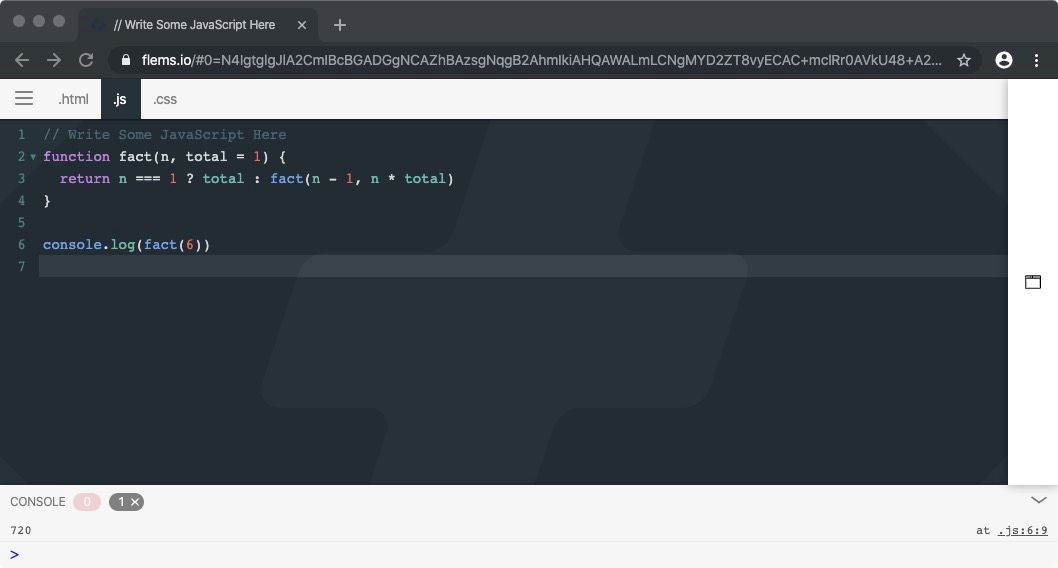 // Write Some JavaScript Here
flems.io/#0=N4IgtgIgJIA2CmIBcBGADGgNCAZhBAzsgNqgB2AhmIkiAHQAWALmLCNgMYD2ZT8vyECAC+mcIRr0AVkU48+A2...
.html .js .css
1 // Write Some JavaScript Here
2 function fact(n, total = 1) {
3 return n === 1 ? total : fact(n - 1, n * total)
4 }
5
6 console.log(fact(6))
7
CONSOLE 0 1 ×
720 at .js:6:9
>